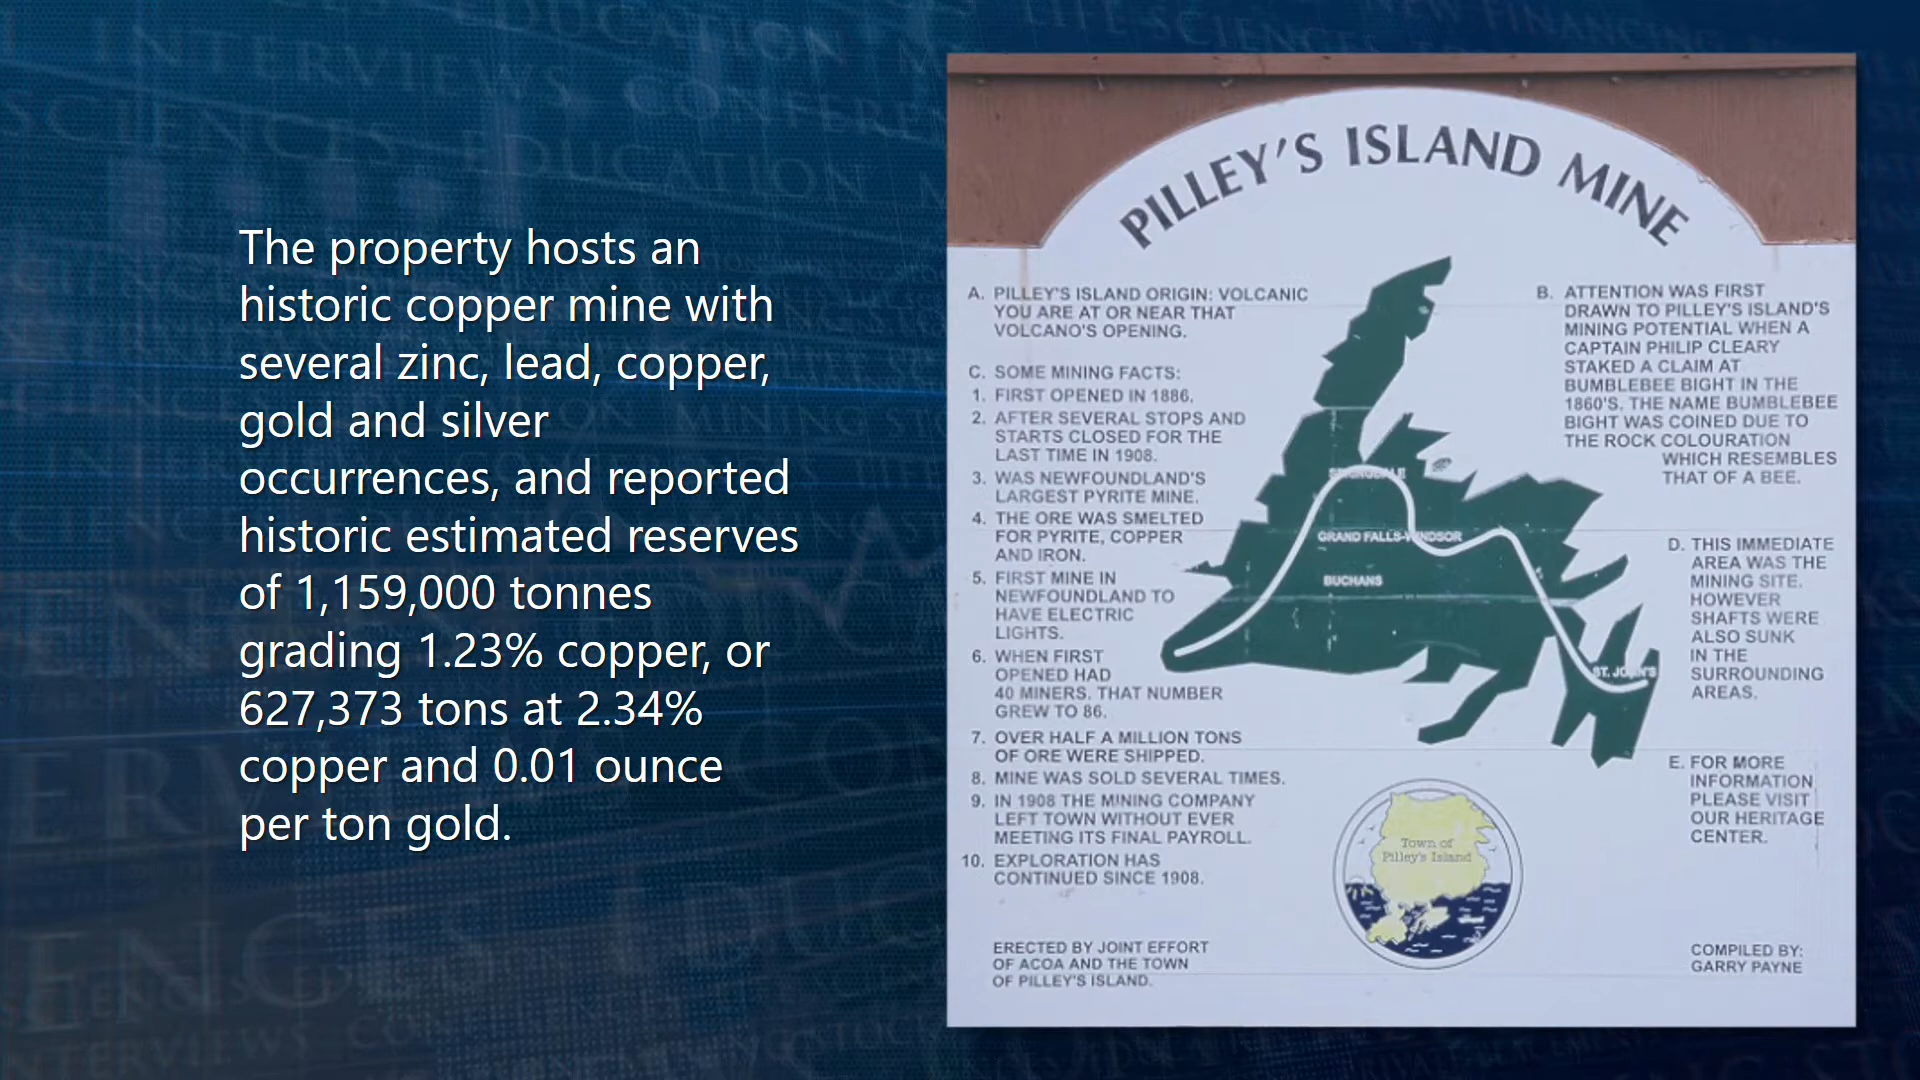 The property hosts an
historic copper mine with
several zinc, lead, copper,
gold and silver
occurrences, and reported
historic estimated reserves
of 1,159,000 tonnes
grading 1.23% copper, or
627,373 tons at 2.34%
copper and 0.01 ounce
per ton gold.
PILLEY'S ISLAND MINE
A. PILLEY'S ISLAND ORIGIN: VOLCANIC
YOU ARE AT OR NEAR THAT
VOLCANO'S OPENING.
C. SOME MINING FACTS:
1. FIRST OPENED IN 1886.
2. AFTER SEVERAL STOPS AND
STARTS CLOSED FOR THE
LAST TIME IN 1908.
3. WAS NEWFOUNDLAND'S
LARGEST PYRITE MINE.
4. THE ORE WAS SMELTED
FOR PYRITE, COPPER
AND IRON.
5. FIRST MINE IN
NEWFOUNDLAND TO
HAVE ELECTRIC
LIGHTS.
6. WHEN FIRST
OPENED HAD
40 MINERS. THAT NUMBER
GREW TO 86.
7. OVER HALF A MILLION TONS
OF ORE WERE SHIPPED.
8. MINE WAS SOLD SEVERAL TIMES.
9. IN 1908 THE MINING COMPANY
LEFT TOWN WITHOUT EVER
MEETING ITS FINAL PAYROLL.
10. EXPLORATION HAS
CONTINUED SINCE 1908.
ERECTED BY JOINT EFFORT
OF ACOA AND THE TOWN
OF PILLEY'S ISLAND.
GRAND FALLS-WINDSOR
BUCHANS
ST. JOHN'S
Town of
Pilley's Island
B. ATTENTION WAS FIRST
DRAWN TO PILLEY'S ISLAND'S
MINING POTENTIAL WHEN A
CAPTAIN PHILIP CLEARY
STAKED A CLAIM AT
BUMBLEBEE BIGHT IN THE
1860'S. THE NAME BUMBLEBEE
BIGHT WAS COINED DUE TO
THE ROCK COLOURATION
WHICH RESEMBLES
THAT OF A BEE.
D. THIS IMMEDIATE
AREA WAS THE
MINING SITE.
HOWEVER
SHAFTS WERE
ALSO SUNK
IN THE
SURROUNDING
AREAS.
E. FOR MORE
INFORMATION
PLEASE VISIT
OUR HERITAGE
CENTER.
COMPILED BY:
GARRY PAYNE